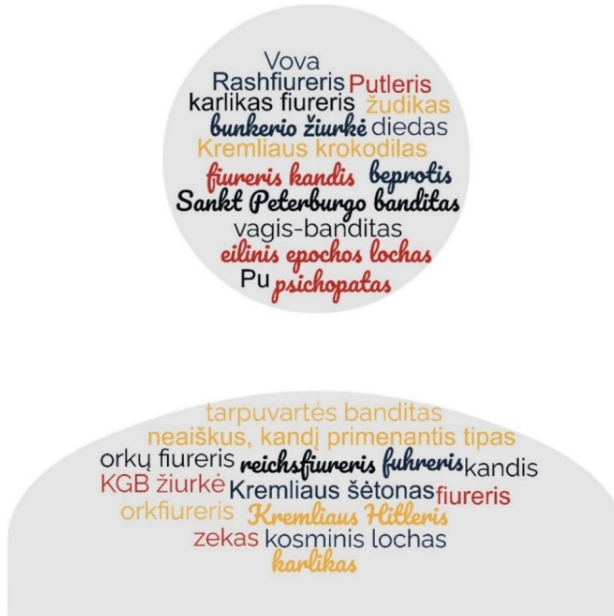 Vova
Rashfiureris Putleris
karlikas fiureris žudikas
bunkerio žiurkė diedas
Kremliaus krokodilas
fiureris kandis beprotis
Sankt Peterburgo banditas
vagis-banditas
eilinis epochos lochas
Pu psichopatas
tarpuvartės banditas
neaiškus, kandį primenantis tipas
orkų fiureris reichsfiureris fuhreris kandis
KGB žiurkė Kremliaus šėtonas fiureris
orkfiureris Kremliaus Hitleris
zekas kosminis lochas
karlikas